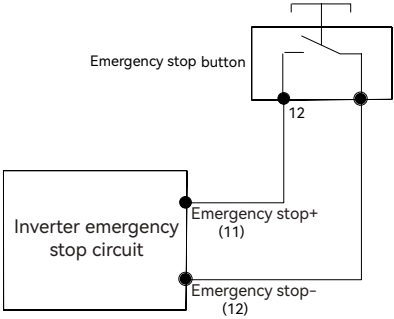 Emergency stop button
12
Emergency stop+
(11)
Inverter emergency
stop circuit
Emergency stop-
(12)